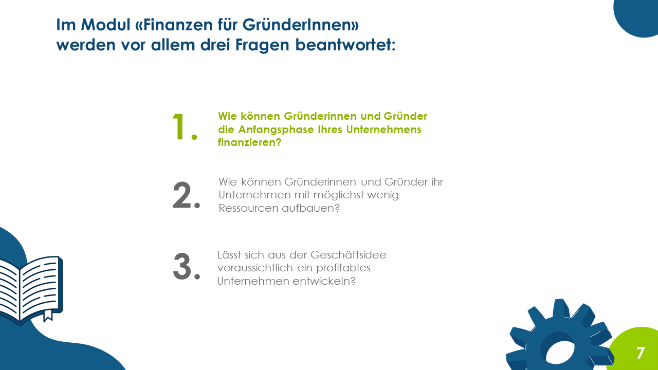 Im Modul «Finanzen für GründerInnen»
werden vor allem drei Fragen beantwortet:
1.
Wie können Gründerinnen und Gründer
die Anfangsphase Ihres Unternehmens
finanzieren?
2.
Wie können Gründerinnen und Gründer ihr
Unternehmen mit möglichst wenig
Ressourcen aufbauen?
3.
Lässt sich aus der Geschäftsidee
voraussichtlich ein profitables
Unternehmen entwickeln?
7